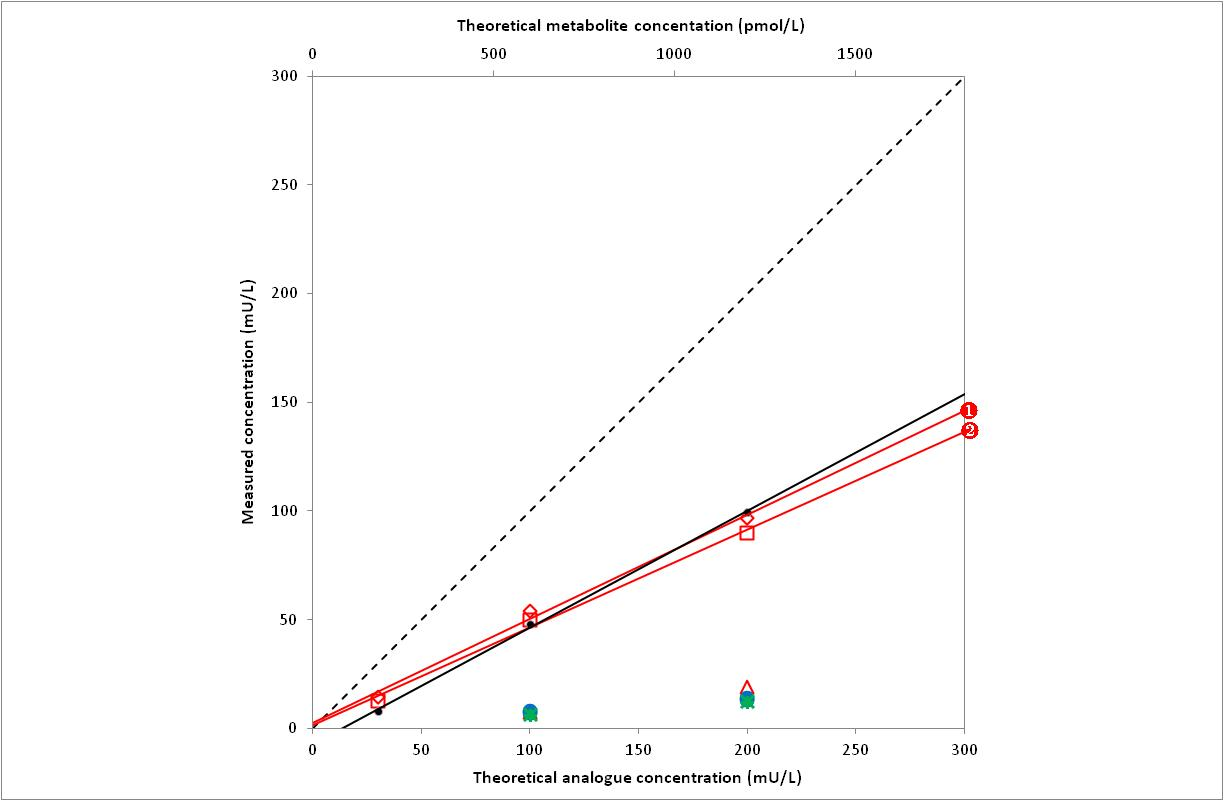 Theoretical metabolite concentation (pmol/L)
0 500 1000 1500
300
250
200
150
100
50
0
Measured concentration (mU/L)
1
2
0 50 100 150 200 250 300
Theoretical analogue concentration (mU/L)